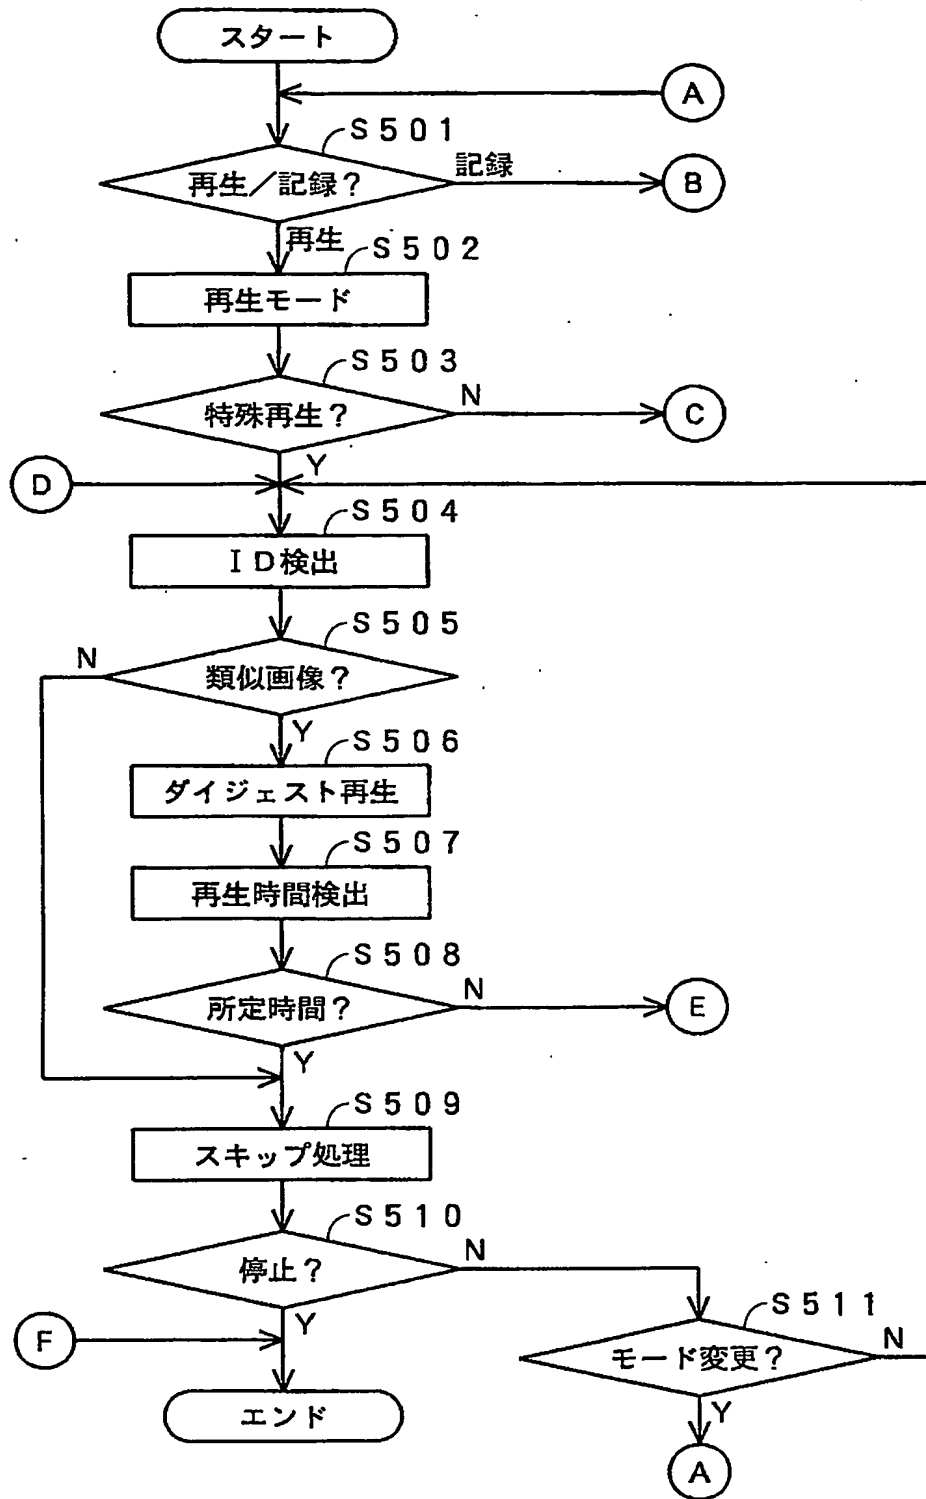 スタート
A
S501
再生／記録？
記録
B
再生
S502
再生モード
S503
特殊再生？
N
C
Y
D
S504
ID検出
S505
N
類似画像？
Y
S506
ダイジェスト再生
S507
再生時間検出
S508
所定時間？
N
E
Y
S509
スキップ処理
S510
停止？
N
Y
F
S511
モード変更？
N
エンド
Y
A